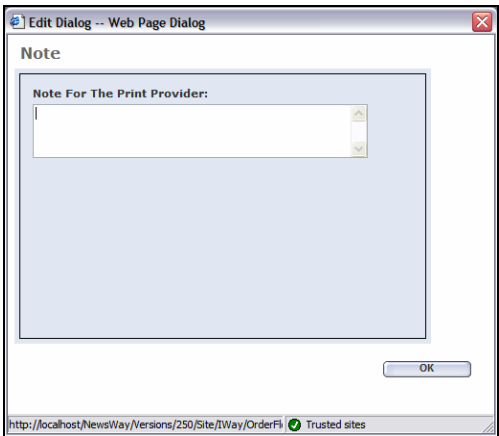 Edit Dialog -- Web Page Dialog
Note
Note For The Print Provider:
OK
http://localhost/NewsWay/Versions/250/Site/IWay/OrderFl
Trusted sites